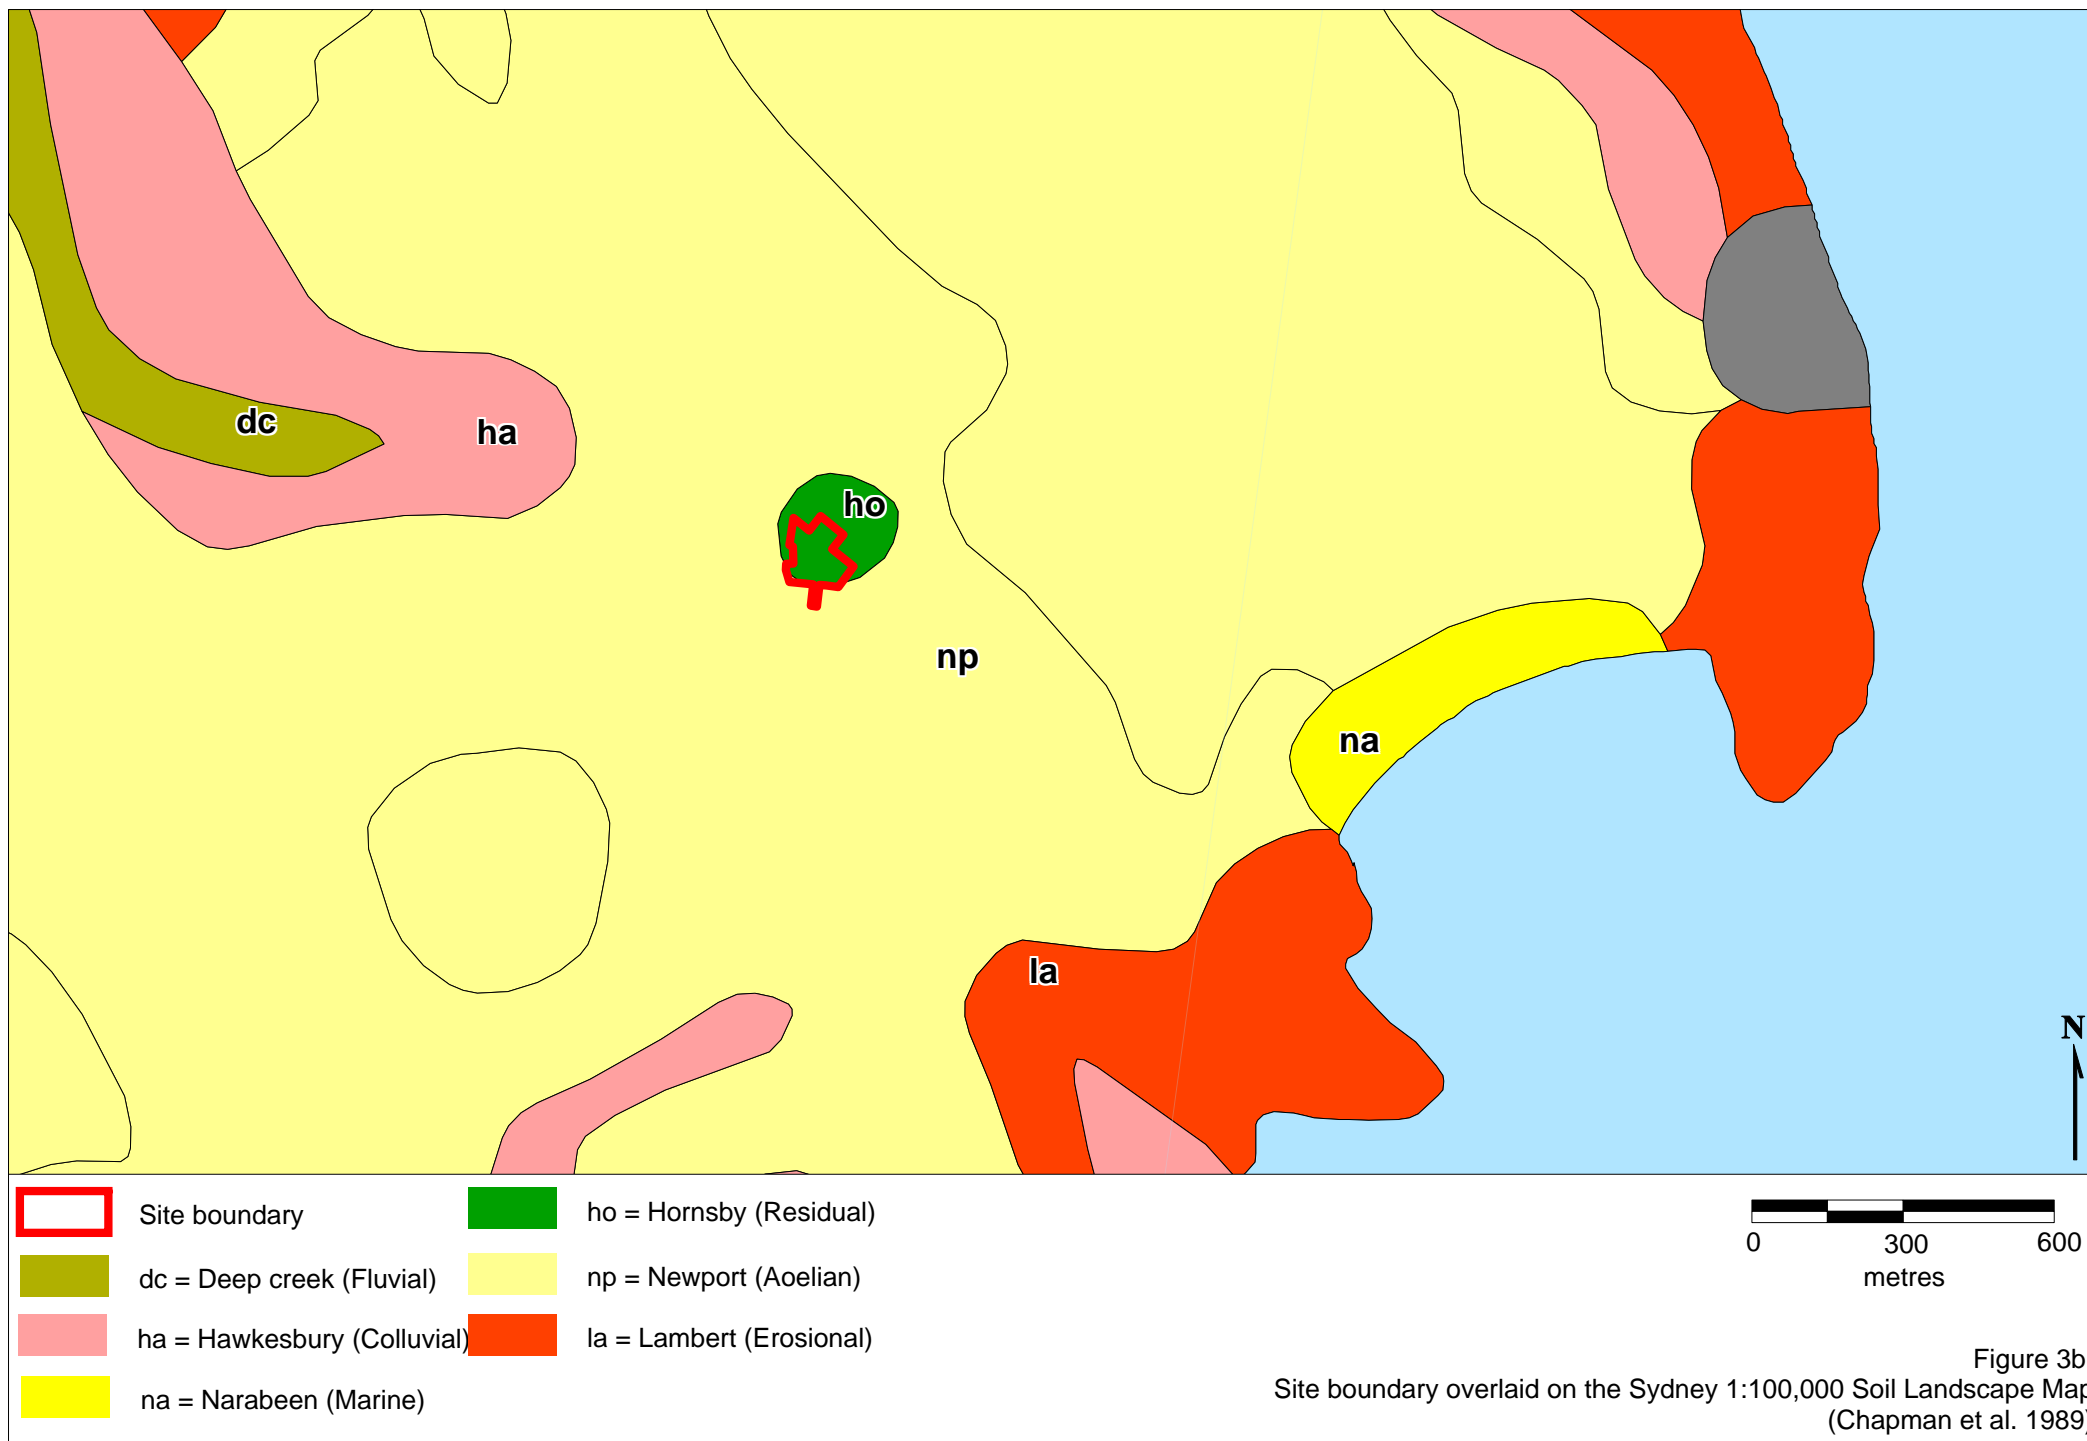 dc
ha
ho
np
na
la
N
Site boundary
dc = Deep creek (Fluvial)
ha = Hawkesbury (Colluvial)
na = Narabeen (Marine)
ho = Hornsby (Residual)
np = Newport (Aoelian)
la = Lambert (Erosional)
0 300 600
metres
Figure 3b
Site boundary overlaid on the Sydney 1:100,000 Soil Landscape Map
(Chapman et al. 1989)